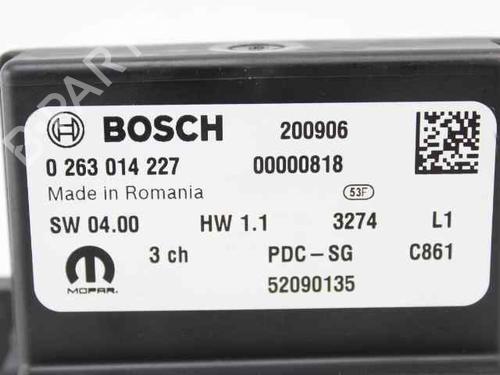 BOSCH 200906
0 263 014 227 00000818
Made in Romania 53F
SW 04.00 HW 1.1 3274 L1
3 ch PDC-SG C861
MOPAR. 52090135